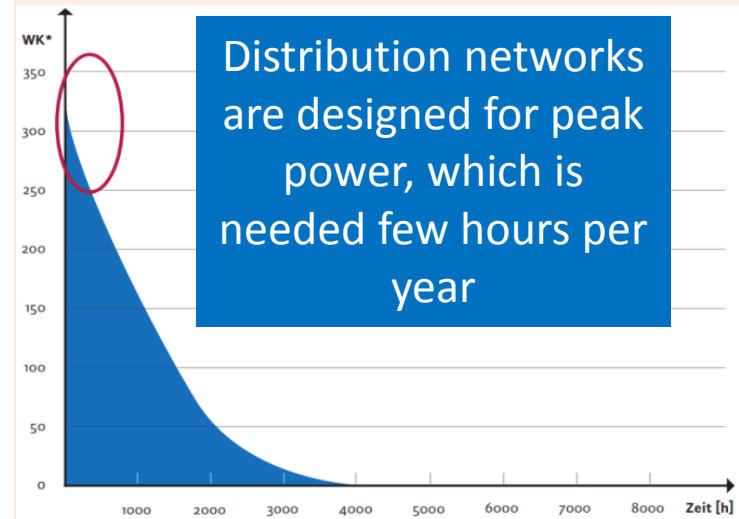 WK*
350
300
250
200
150
100
50
0
Distribution networks
are designed for peak
power, which is
needed few hours per
year
1000 2000 3000 4000 5000 6000 7000 8000 Zeit [h]